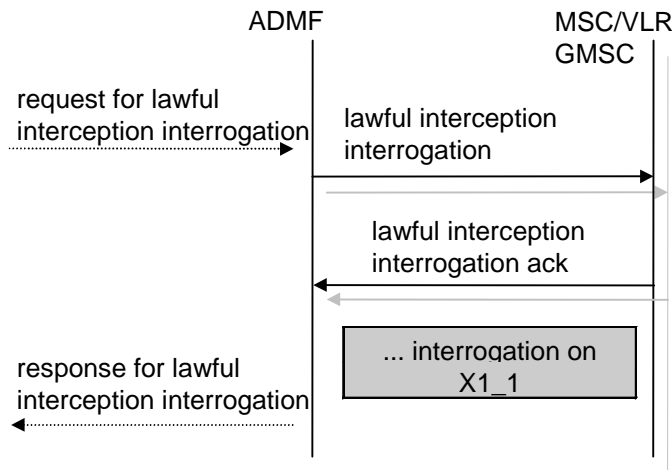 ADMF
MSC/VLR
GMSC
request for lawful
interception interrogation
lawful interception
interrogation
lawful interception
interrogation ack
... interrogation on
X1_1
response for lawful
interception interrogation